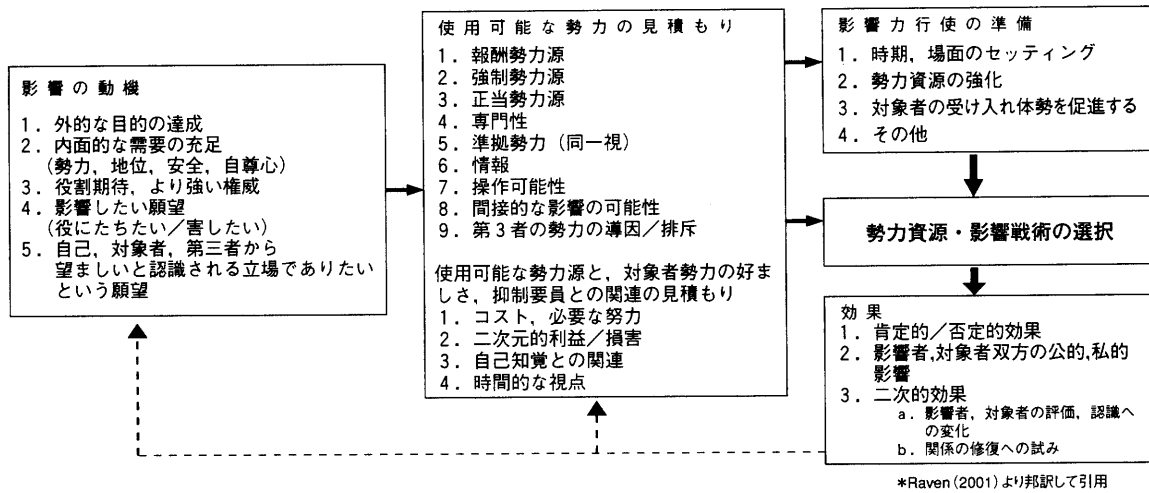 影響の動機
1．外的な目的の達成
2．内面的な需要の充足
（勢力，地位，安全，自尊心）
3．役割期待，より強い権威
4．影響したい願望
（役にたちたい／害したい）
5．自己，対象者，第三者から
望ましいと認識される立場でありたい
という願望
使用可能な勢力の見積もり
1．報酬勢力源
2．強制勢力源
3．正当勢力源
4．専門性
5．準拠勢力（同一視）
6．情報
7．操作可能性
8．間接的な影響の可能性
9．第3者の勢力の導因／排斥
使用可能な勢力源と，対象者勢力の好ま
しさ，抑制要員との関連の見積もり
1．コスト，必要な努力
2．二次元的利益／損害
3．自己知覚との関連
4．時間的な視点
影響力行使の準備
1．時期，場面のセッティング
2．勢力資源の強化
3．対象者の受け入れ体勢を促進する
4．その他
勢力資源・影響戦術の選択
効果
1．肯定的／否定的効果
2．影響者,対象者双方の公的,私的
影響
3．二次的効果
a．影響者，対象者の評価，認識へ
の変化
b．関係の修復への試み
＊Raven(2001)より邦訳して引用